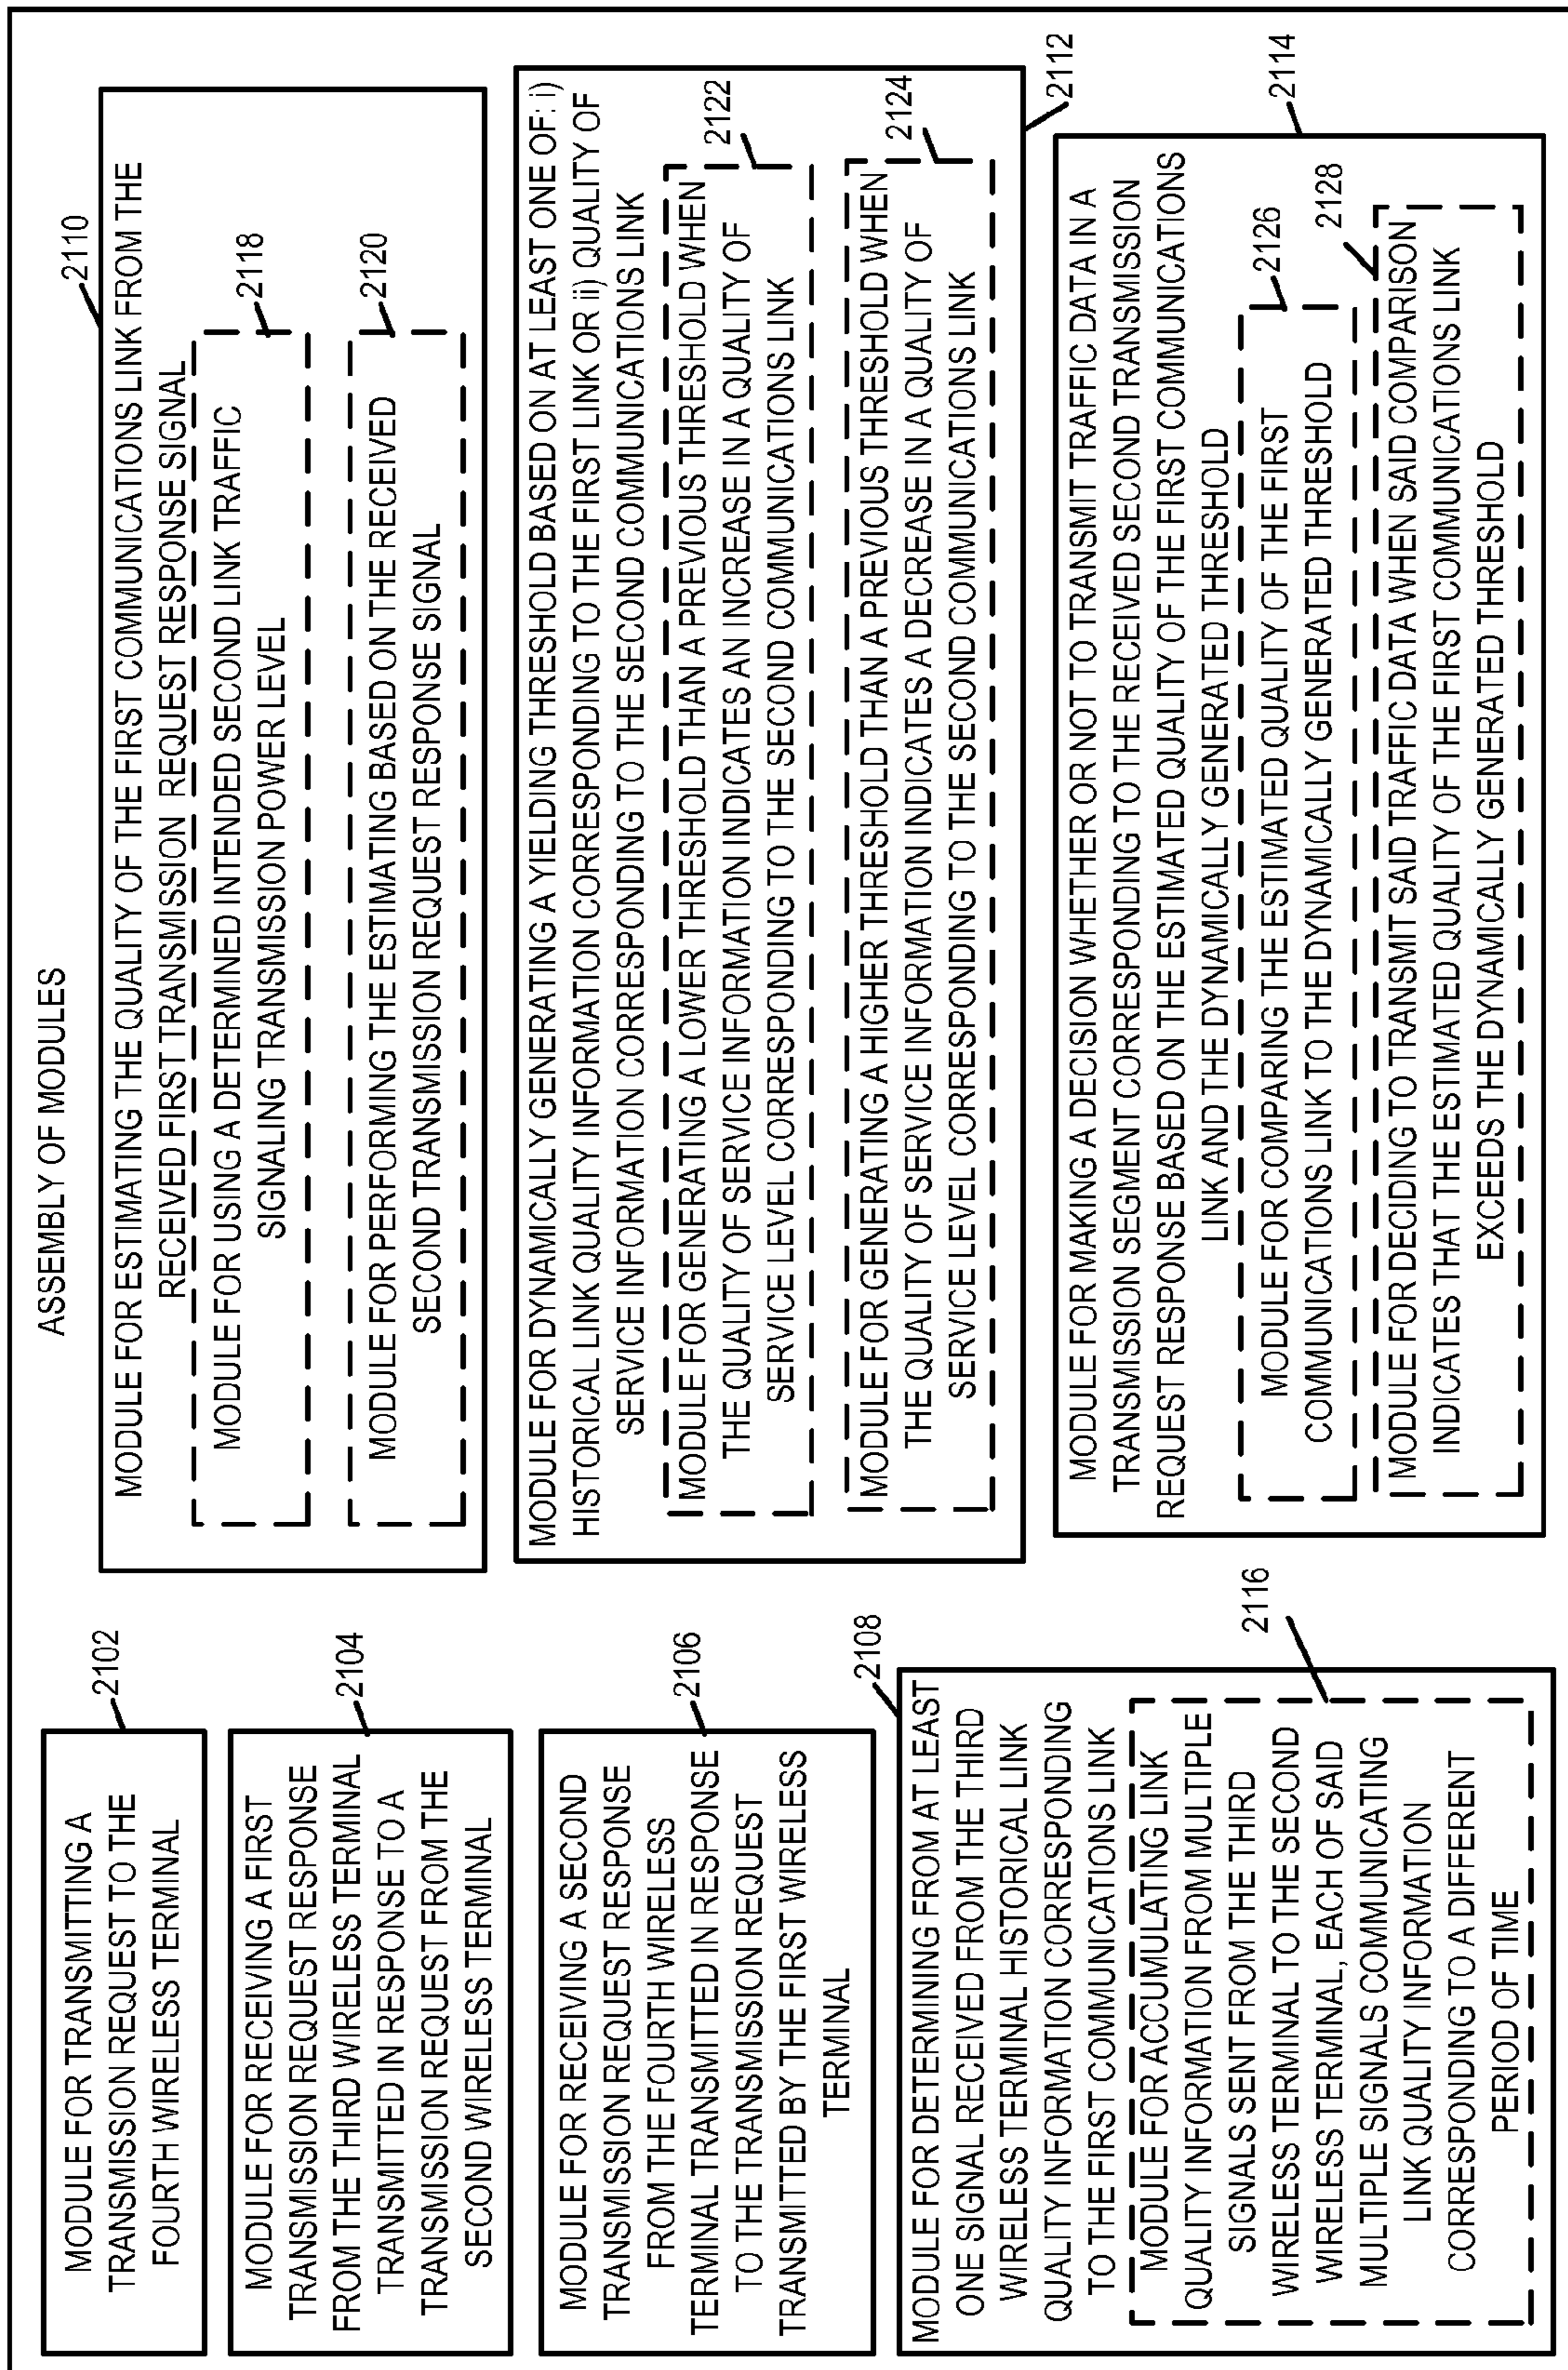 ASSEMBLY OF MODULES
MODULE FOR TRANSMITTING A
TRANSMISSION REQUEST TO THE
FOURTH WIRELESS TERMINAL
2102
MODULE FOR RECEIVING A FIRST
TRANSMISSION REQUEST RESPONSE
FROM THE THIRD WIRELESS TERMINAL
TRANSMITTED IN RESPONSE TO A
TRANSMISSION REQUEST FROM THE
SECOND WIRELESS TERMINAL
2104
MODULE FOR RECEIVING A SECOND
TRANSMISSION REQUEST RESPONSE
FROM THE FOURTH WIRELESS
TERMINAL TRANSMITTED IN RESPONSE
TO THE TRANSMISSION REQUEST
TRANSMITTED BY THE FIRST WIRELESS
TERMINAL
2106
2108
MODULE FOR DETERMINING FROM AT LEAST
ONE SIGNAL RECEIVED FROM THE THIRD
WIRELESS TERMINAL HISTORICAL LINK
QUALITY INFORMATION CORRESPONDING
TO THE FIRST COMMUNICATIONS LINK
MODULE FOR ACCUMULATING LINK
QUALITY INFORMATION FROM MULTIPLE
SIGNALS SENT FROM THE THIRD
WIRELESS TERMINAL TO THE SECOND
WIRELESS TERMINAL, EACH OF SAID
MULTIPLE SIGNALS COMMUNICATING
LINK QUALITY INFORMATION
CORRESPONDING TO A DIFFERENT
PERIOD OF TIME
2116
2110
MODULE FOR ESTIMATING THE QUALITY OF THE FIRST COMMUNICATIONS LINK FROM THE
RECEIVED FIRST TRANSMISSION REQUEST RESPONSE SIGNAL
MODULE FOR USING A DETERMINED INTENDED SECOND LINK TRAFFIC
SIGNALING TRANSMISSION POWER LEVEL
2118
MODULE FOR PERFORMING THE ESTIMATING BASED ON THE RECEIVED
SECOND TRANSMISSION REQUEST RESPONSE SIGNAL
2120
MODULE FOR DYNAMICALLY GENERATING A YIELDING THRESHOLD BASED ON AT LEAST ONE OF: i)
HISTORICAL LINK QUALITY INFORMATION CORRESPONDING TO THE FIRST LINK OR ii) QUALITY OF
SERVICE INFORMATION CORRESPONDING TO THE SECOND COMMUNICATIONS LINK
MODULE FOR GENERATING A LOWER THRESHOLD THAN A PREVIOUS THRESHOLD WHEN
THE QUALITY OF SERVICE INFORMATION INDICATES AN INCREASE IN A QUALITY OF
SERVICE LEVEL CORRESPONDING TO THE SECOND COMMUNICATIONS LINK
2122
MODULE FOR GENERATING A HIGHER THRESHOLD THAN A PREVIOUS THRESHOLD WHEN
THE QUALITY OF SERVICE INFORMATION INDICATES A DECREASE IN A QUALITY OF
SERVICE LEVEL CORRESPONDING TO THE SECOND COMMUNICATIONS LINK
2124
2112
MODULE FOR MAKING A DECISION WHETHER OR NOT TO TRANSMIT TRAFFIC DATA IN A
TRANSMISSION SEGMENT CORRESPONDING TO THE RECEIVED SECOND TRANSMISSION
REQUEST RESPONSE BASED ON THE ESTIMATED QUALITY OF THE FIRST COMMUNICATIONS
LINK AND THE DYNAMICALLY GENERATED THRESHOLD
2114
MODULE FOR COMPARING THE ESTIMATED QUALITY OF THE FIRST
COMMUNICATIONS LINK TO THE DYNAMICALLY GENERATED THRESHOLD
2126
2128
MODULE FOR DECIDING TO TRANSMIT SAID TRAFFIC DATA WHEN SAID COMPARISON
INDICATES THAT THE ESTIMATED QUALITY OF THE FIRST COMMUNICATIONS LINK
EXCEEDS THE DYNAMICALLY GENERATED THRESHOLD